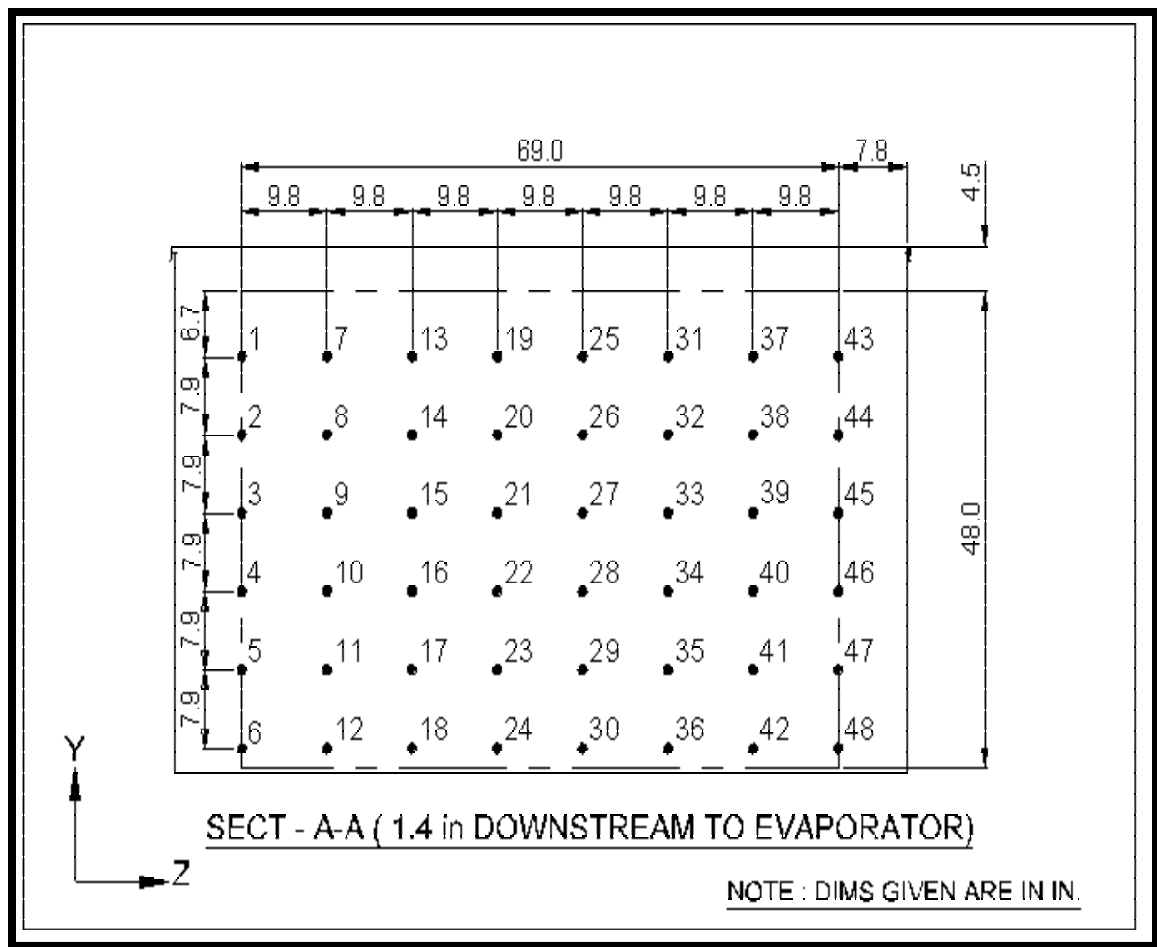 69.0 7.8
4.5
9.8 9.8 9.8 9.8 9.8 9.8 9.8
6.7
1 7 13 19 25 31 37 43
7.9
2 8 14 20 26 32 38 44
7.9
3 9 15 21 27 33 39 45
48.0
7.9
4 10 16 22 28 34 40 46
7.9
5 11 17 23 29 35 41 47
7.9
6 12 18 24 30 36 42 48
Y
Z
SECT - A-A ( 1.4 in DOWNSTREAM TO EVAPORATOR)
NOTE : DIMS GIVEN ARE IN IN.